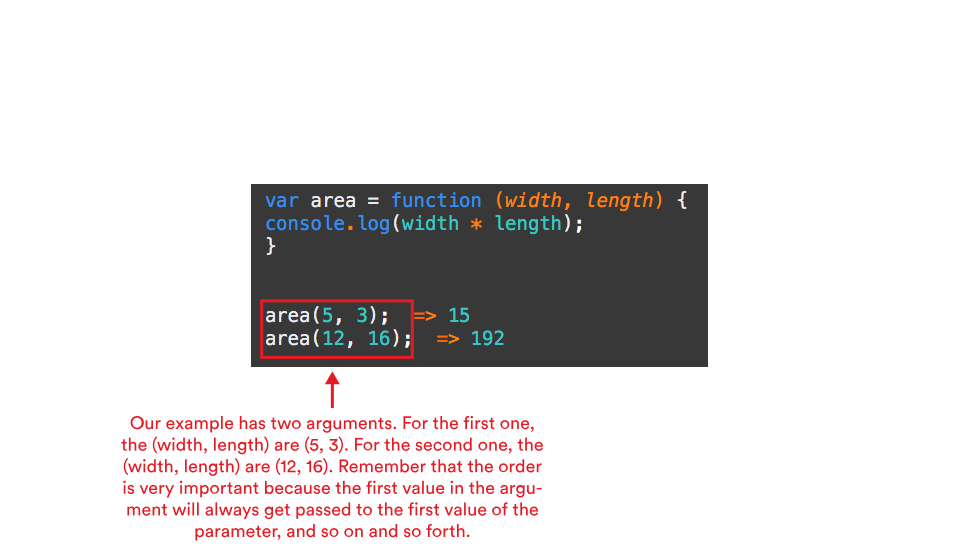 var area = function (width, length) {
console.log(width * length);
}
area(5, 3); => 15
area(12, 16); => 192
Our example has two arguments. For the first one,
the (width, length) are (5, 3). For the second one, the
(width, length) are (12, 16). Remember that the order
is very important because the first value in the argu-
ment will always get passed to the first value of the
parameter, and so on and so forth.